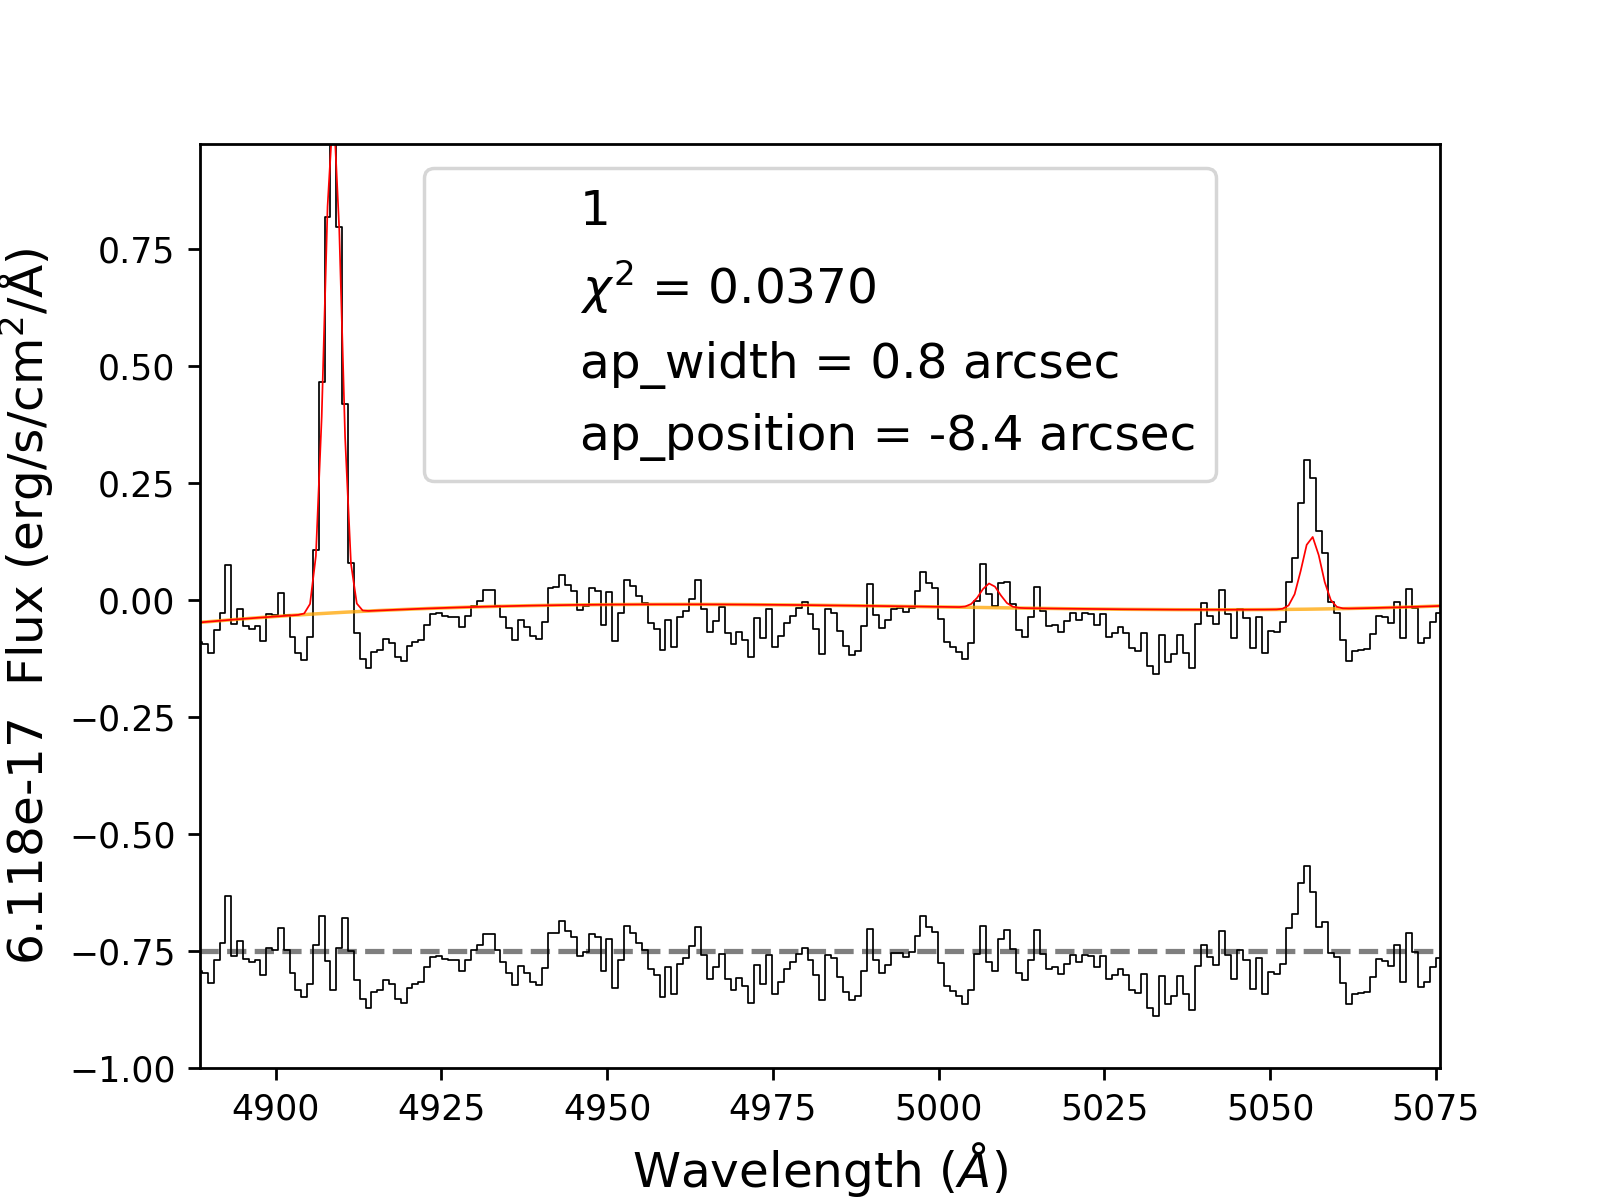 6.118e-17 Flux (erg/s/cm²/Å)
0.75
0.50
0.25
0.00
−0.25
−0.50
−0.75
−1.00
1
χ² = 0.0370
ap_width = 0.8 arcsec
ap_position = -8.4 arcsec
4900 4925 4950 4975 5000 5025 5050 5075
Wavelength (Å)